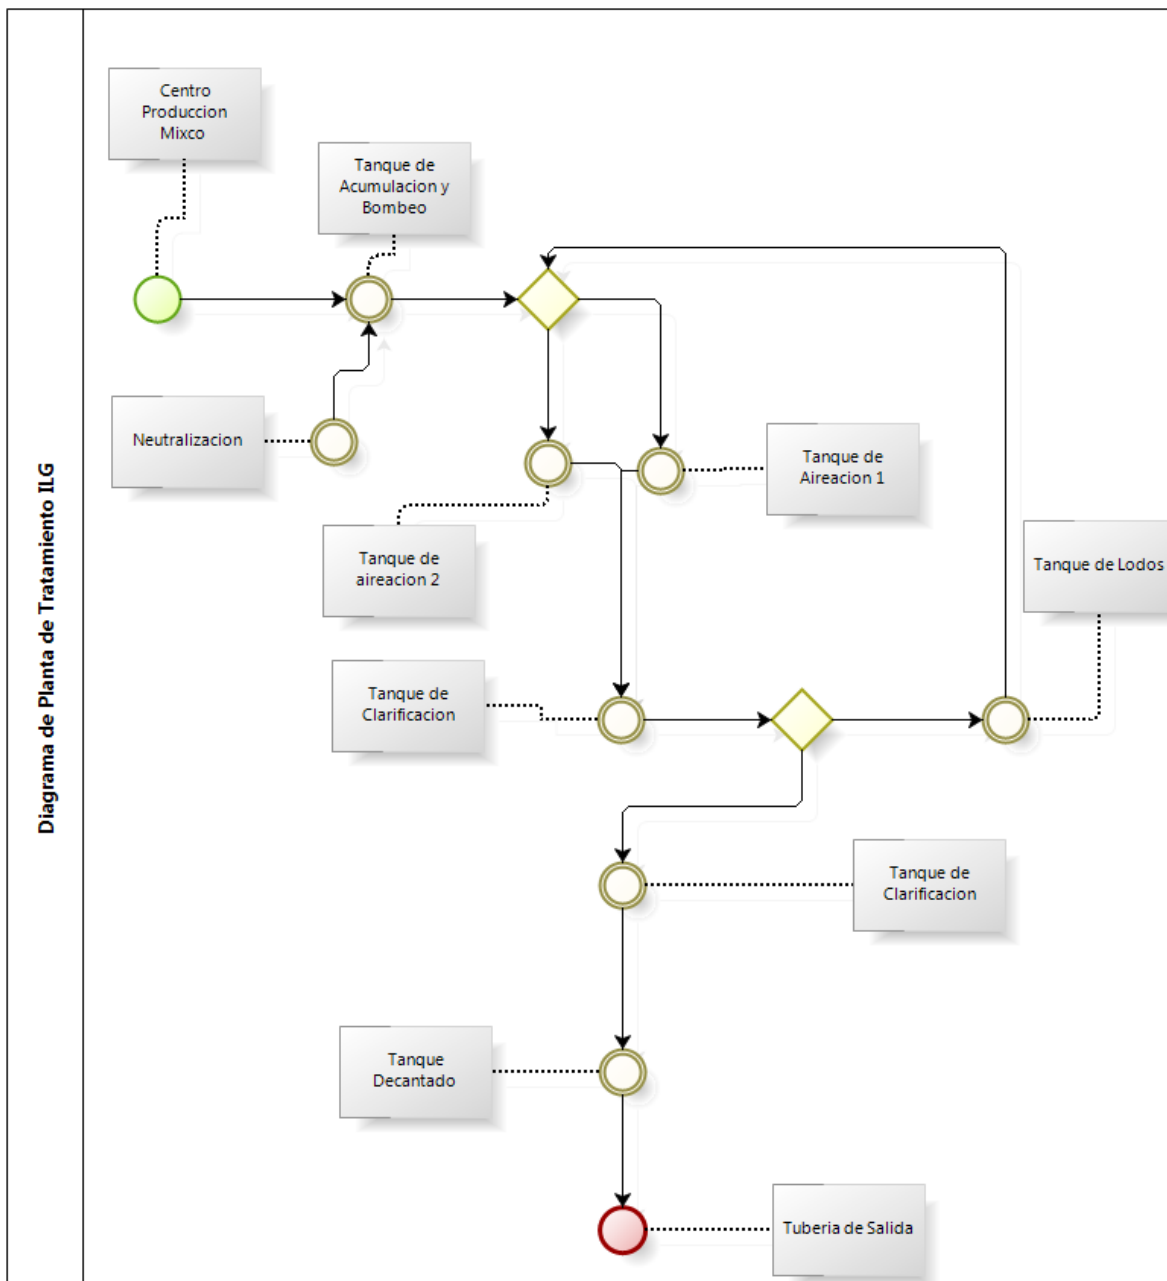 Diagrama de Planta de Tratamiento ILG
Centro
Produccion
Mixco
Tanque de
Acumulacion y
Bombeo
Neutralizacion
Tanque de
Aireacion 1
Tanque de
aireacion 2
Tanque de Lodos
Tanque de
Clarificacion
Tanque de
Clarificacion
Tanque
Decantado
Tuberia de Salida